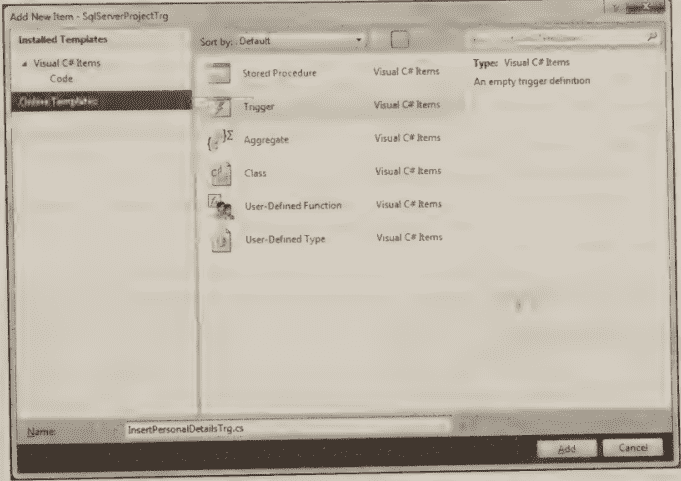 Add New Item - SqlServerProjectTrg
Installed Templates
Sort by: Default
Visual C# Items
Code
Online Templates
Stored Procedure Visual C# Items
Trigger Visual C# Items
Aggregate Visual C# Items
Class Visual C# Items
User-Defined Function Visual C# Items
User-Defined Type Visual C# Items
Type: Visual C# Items
An empty trigger definition
Name: InsertPersonalDetailsTrg.cs
Add Cancel